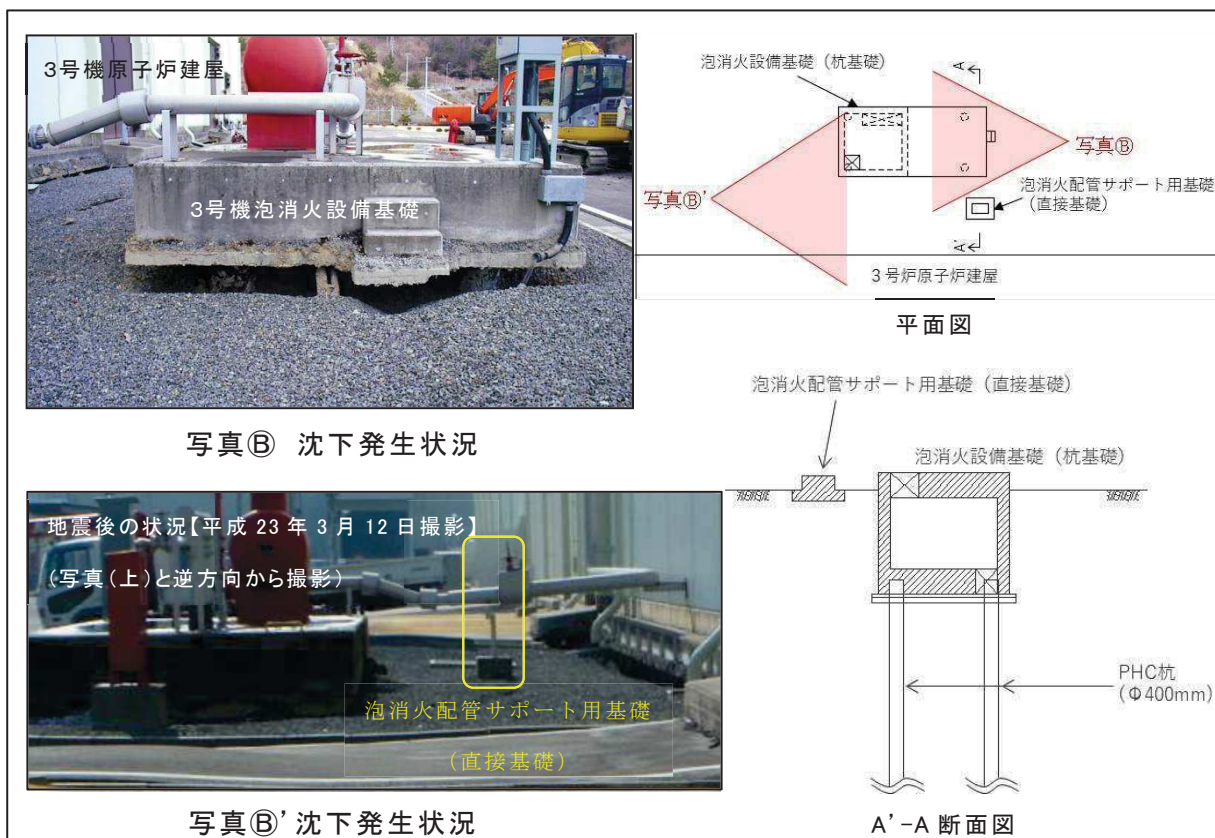 3号機原子炉建屋
3号機泡消火設備基礎
写真Ⓑ 沈下発生状況
地震後の状況【平成 23 年 3 月 12 日撮影】
(写真(上)と逆方向から撮影)
泡消火配管サポート用基礎
(直接基礎)
写真Ⓑ'沈下発生状況
泡消火設備基礎(杭基礎)
A
写真Ⓑ
写真Ⓑ'
泡消火配管サポート用基礎
(直接基礎)
A'
3号炉原子炉建屋
平面図
泡消火配管サポート用基礎(直接基礎)
泡消火設備基礎(杭基礎)
PHC杭
(Φ400mm)
A'-A 断面図